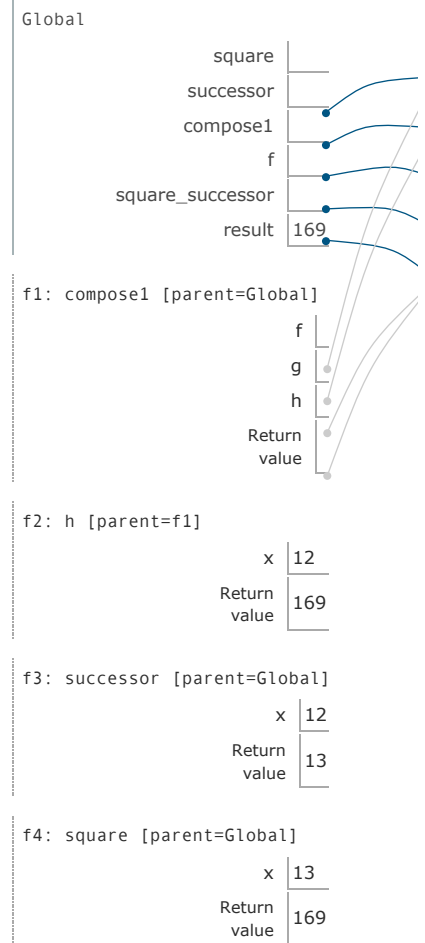 Global
square
successor
compose1
f
square_successor
result 169
f1: compose1 [parent=Global]
f
g
h
Return
value
f2: h [parent=f1]
x 12
Return
value 169
f3: successor [parent=Global]
x 12
Return
value 13
f4: square [parent=Global]
x 13
Return
value 169